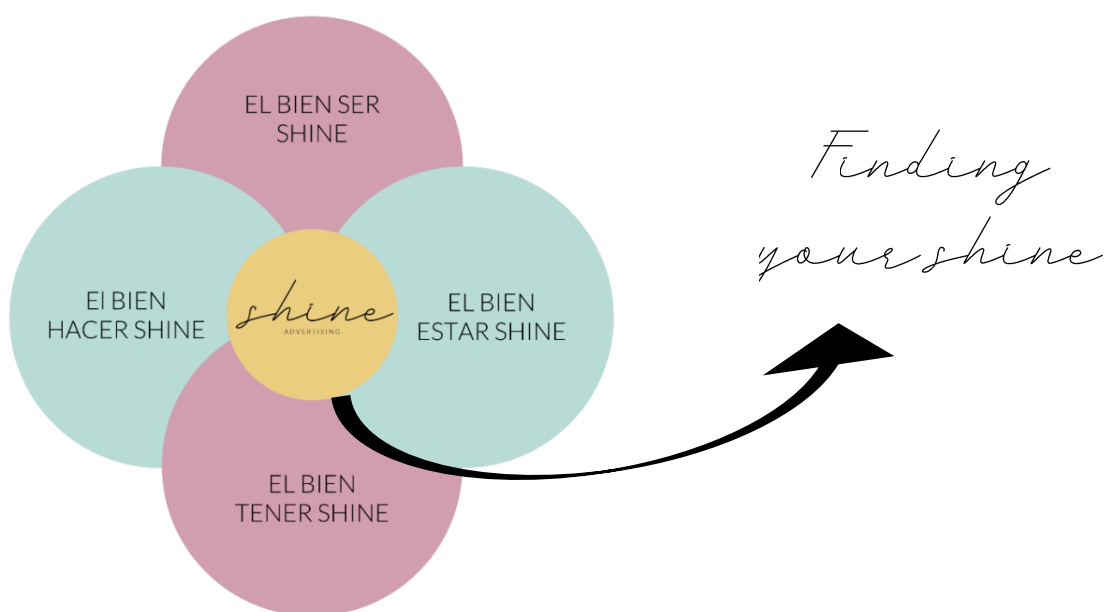 EL BIEN SER
SHINE
El BIEN
HACER SHINE
shine
ADVERTISING
EL BIEN
ESTAR SHINE
EL BIEN
TENER SHINE
Finding
your shine